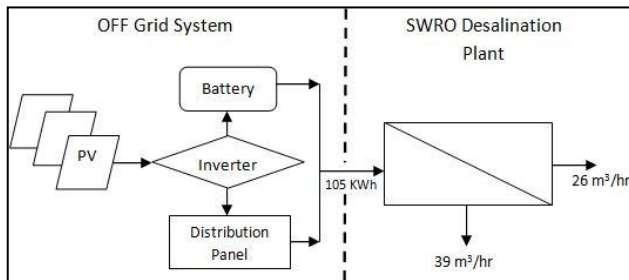 OFF Grid System
SWRO Desalination
Plant
Battery
PV
Inverter
105 KWh
26 m³/hr
Distribution
Panel
39 m³/hr